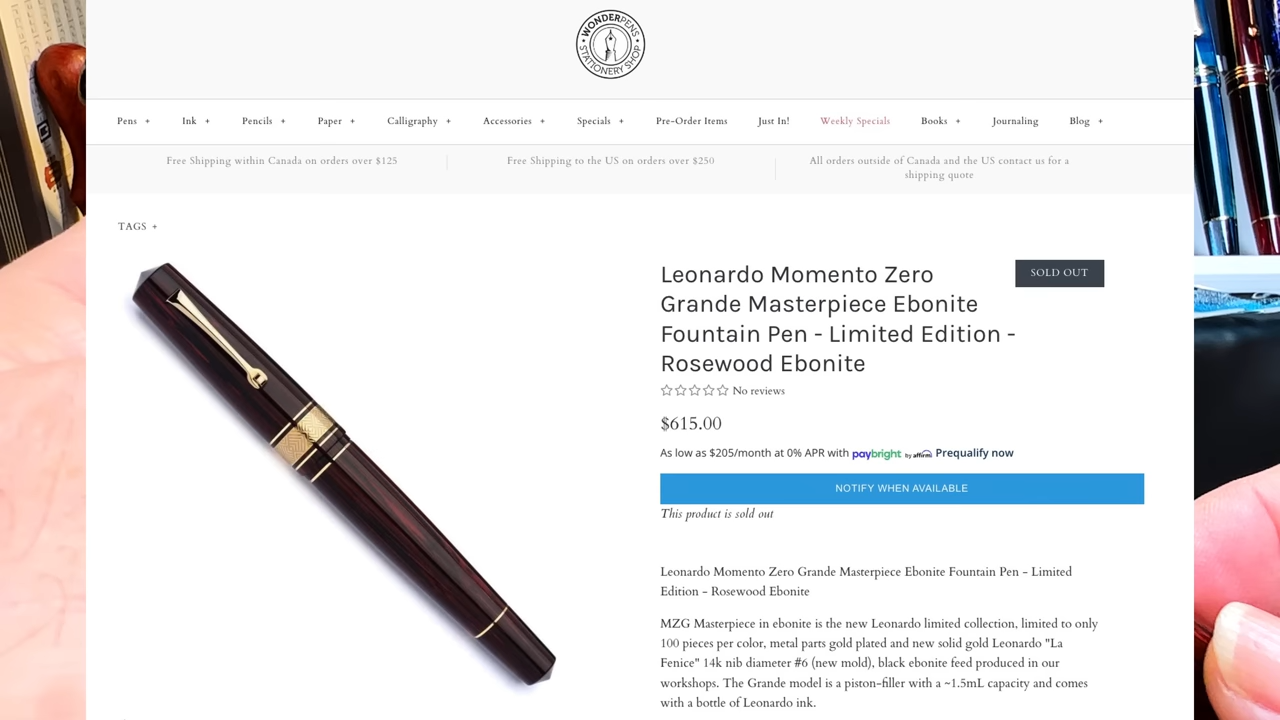 WONDERPENS
STATIONERY SHOP
Pens + Ink + Pencils + Paper + Calligraphy + Accessories + Specials + Pre-Order Items Just In! Weekly Specials Books + Journaling Blog +
Free Shipping within Canada on orders over $125
Free Shipping to the US on orders over $250
All orders outside of Canada and the US contact us for a
shipping quote
TAGS +
Leonardo Momento Zero
Grande Masterpiece Ebonite
Fountain Pen - Limited Edition -
Rosewood Ebonite
SOLD OUT
No reviews
$615.00
As low as $205/month at 0% APR with paybright by affirm Prequalify now
NOTIFY WHEN AVAILABLE
This product is sold out
Leonardo Momento Zero Grande Masterpiece Ebonite Fountain Pen - Limited
Edition - Rosewood Ebonite
MZG Masterpiece in ebonite is the new Leonardo limited collection, limited to only
100 pieces per color, metal parts gold plated and new solid gold Leonardo "La
Fenice" 14k nib diameter #6 (new mold), black ebonite feed produced in our
workshops. The Grande model is a piston-filler with a ~1.5mL capacity and comes
with a bottle of Leonardo ink.